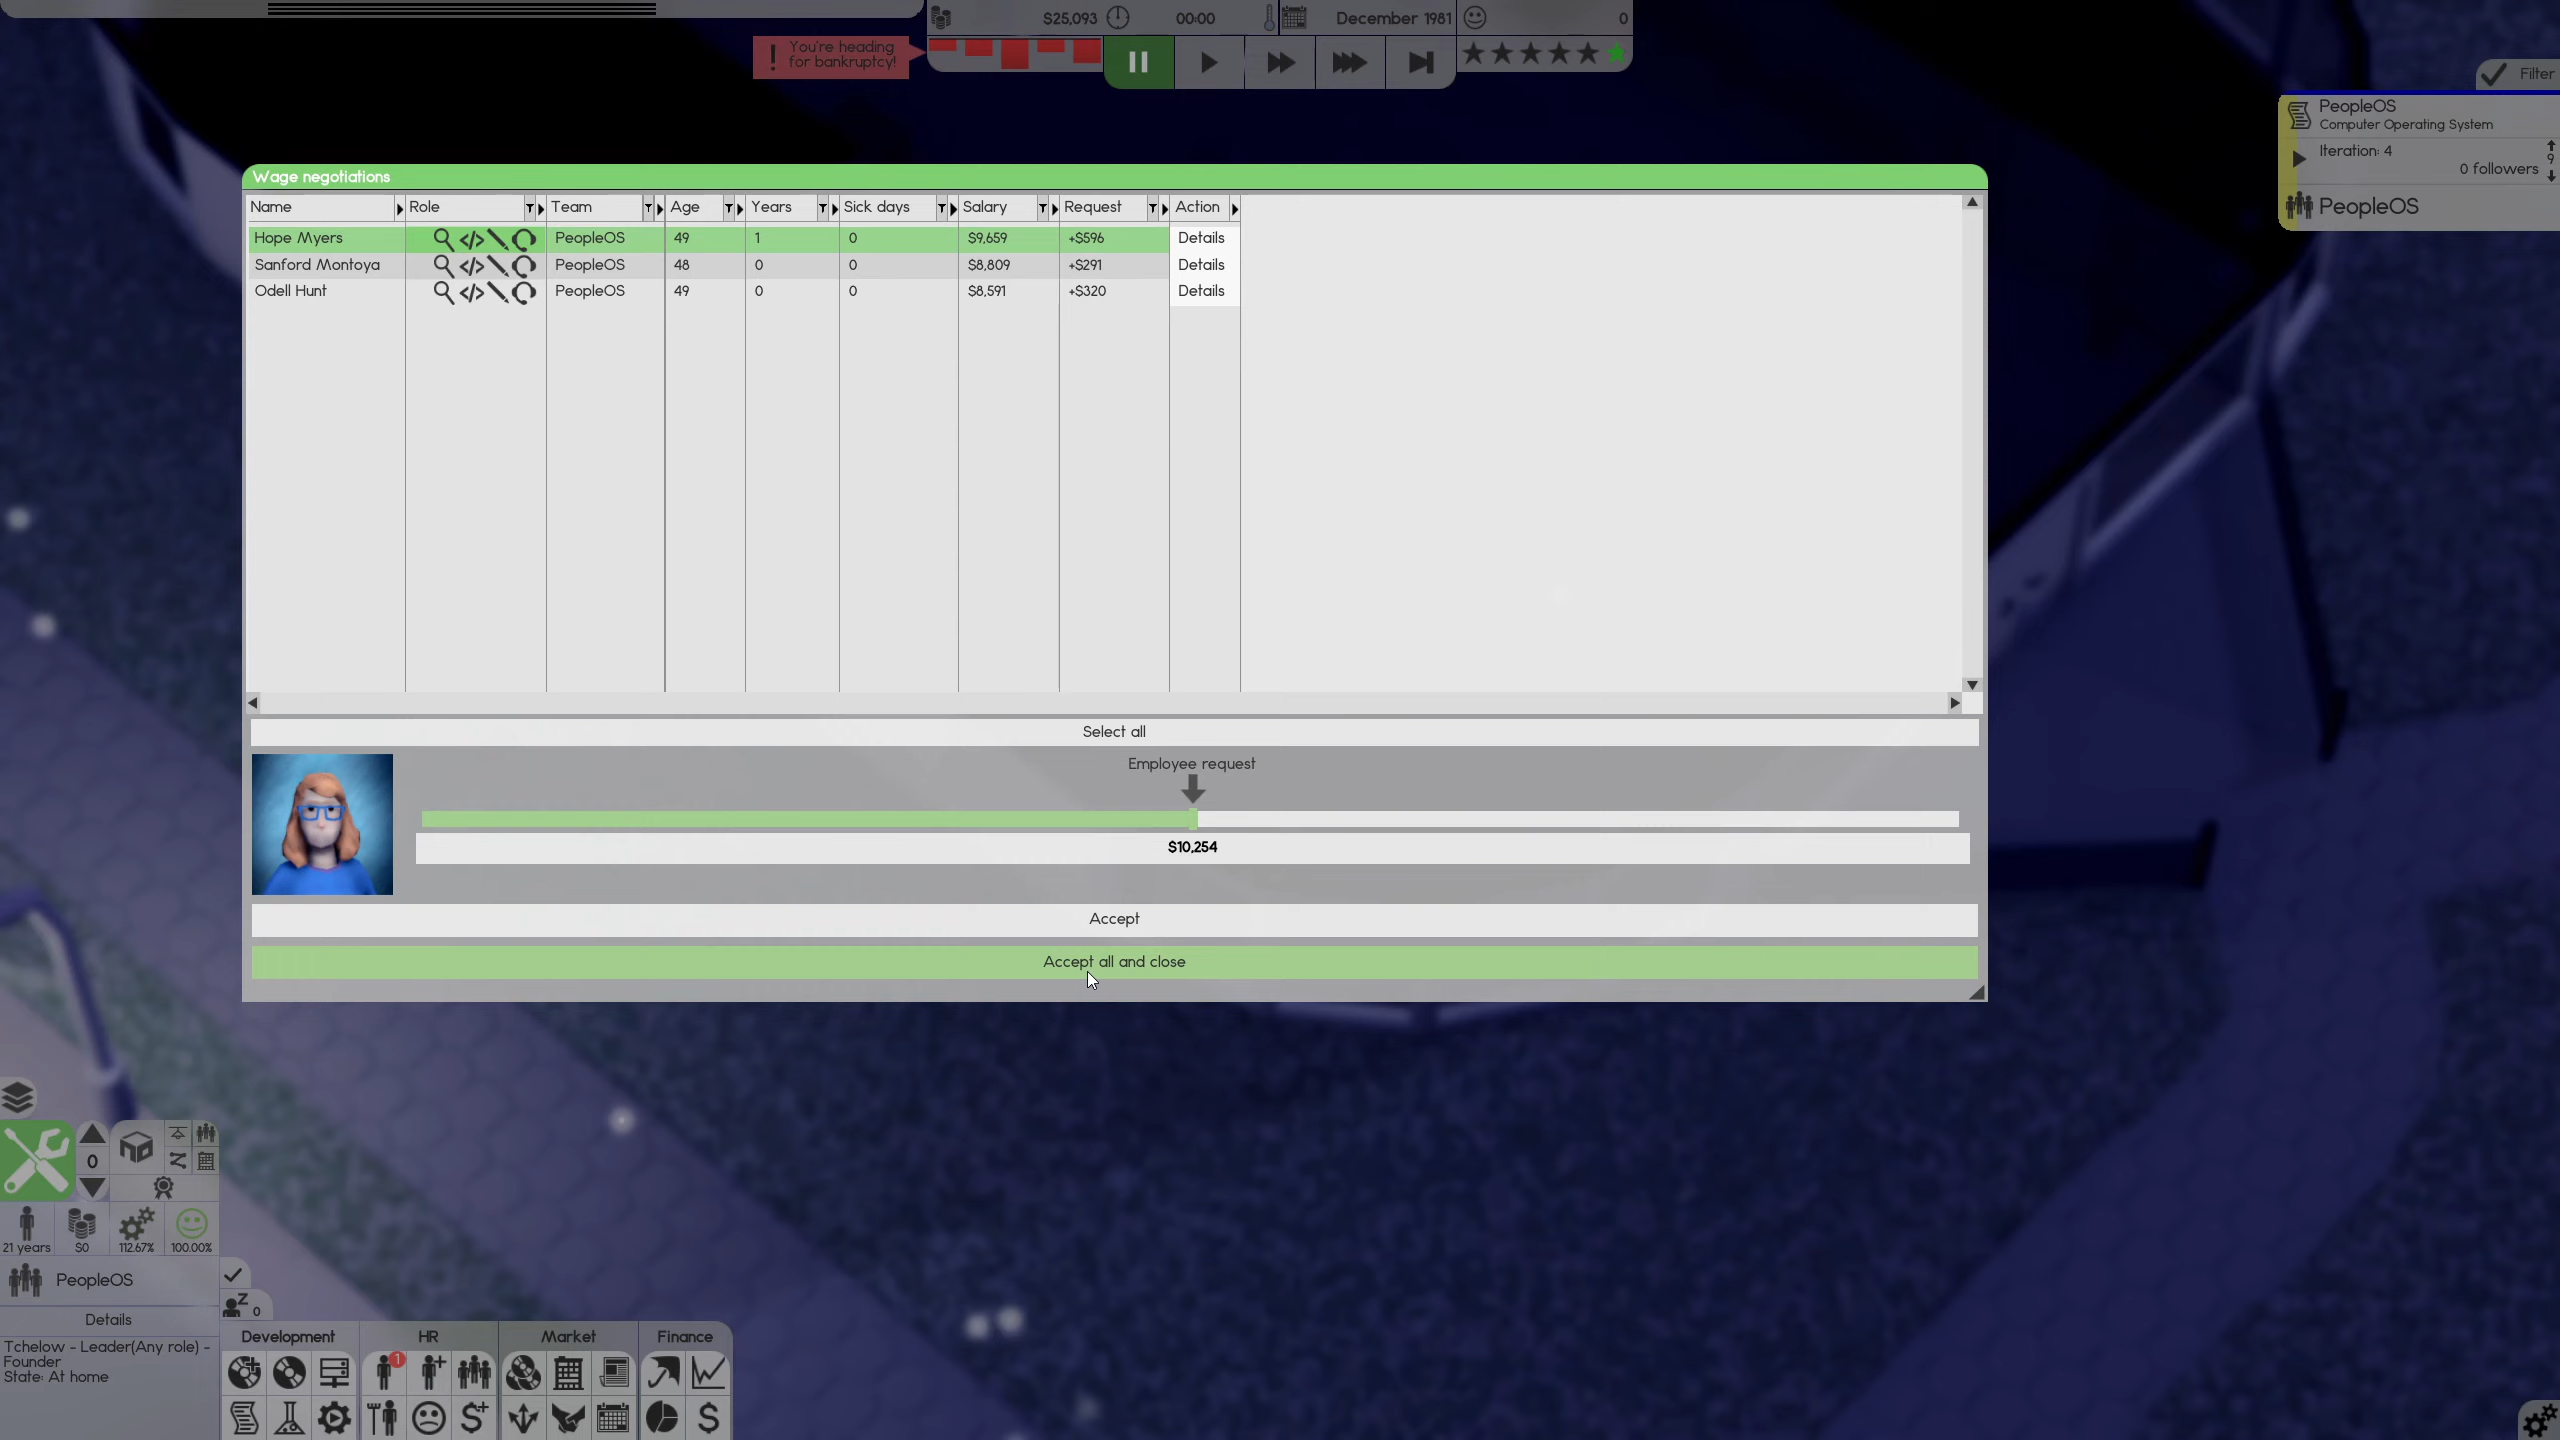 $25,093
00:00
December 1981
0
You're heading
for bankruptcy!
Filter
PeopleOS
Computer Operating System
Iteration: 4
9
0 followers
PeopleOS
Wage negotiations
Name Role Team Age Years Sick days Salary Request Action
Hope Myers PeopleOS 49 1 0 $9,659 +$596 Details
Sanford Montoya PeopleOS 48 0 0 $8,809 +$291 Details
Odell Hunt PeopleOS 49 0 0 $8,591 +$320 Details
Select all
Employee request
$10,254
Accept
Accept all and close
0
21 years $0 112.67% 100.00%
PeopleOS
Z 0
Details
Tchelow - Leader(Any role) -
Founder
State: At home
Development HR Market Finance
1